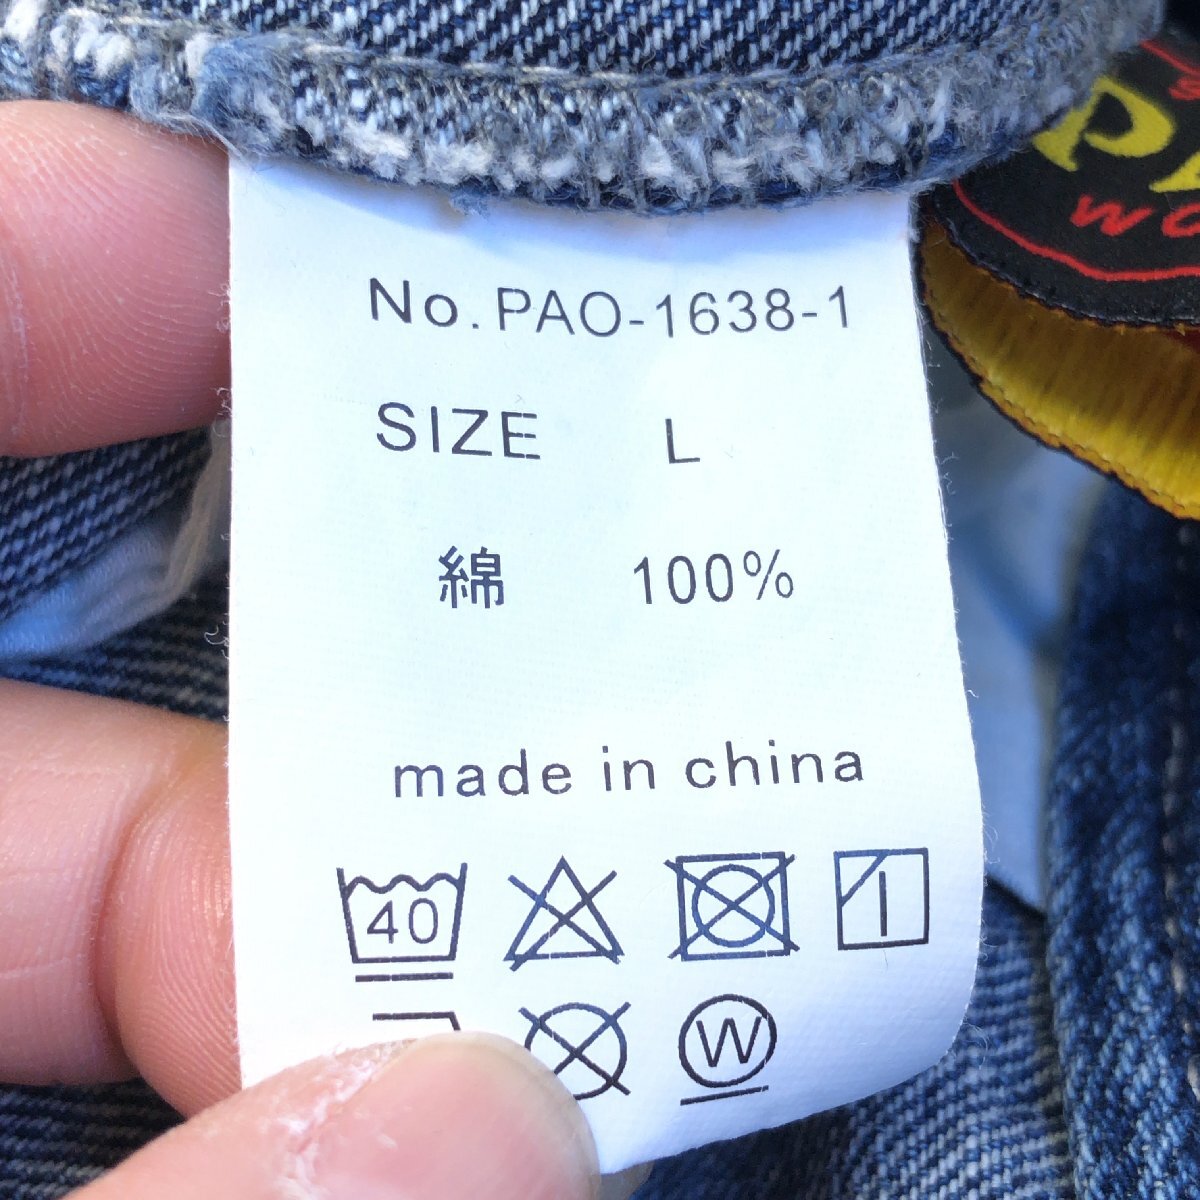 No. PAO-1638-1
SIZE L
綿 100%
made in china
40
W